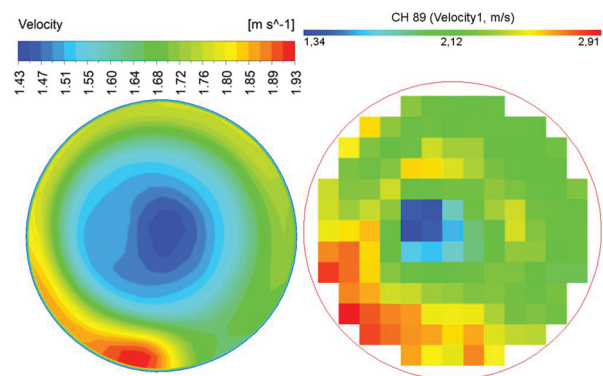 Velocity [m s^-1]
1.43 1.47 1.51 1.55 1.60 1.64 1.68 1.72 1.76 1.80 1.85 1.89 1.93
CH 89 (Velocity1, m/s)
1,34 2,12 2,91